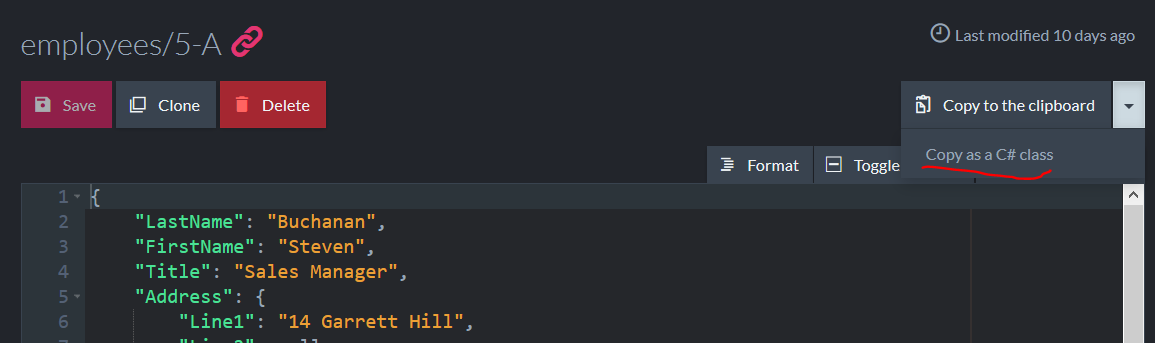 employees/5-A
Last modified 10 days ago
Save
Clone
Delete
Copy to the clipboard
Copy as a C# class
Format
Toggle
1 {
2 "LastName": "Buchanan",
3 "FirstName": "Steven",
4 "Title": "Sales Manager",
5 "Address": {
6 "Line1": "14 Garrett Hill",